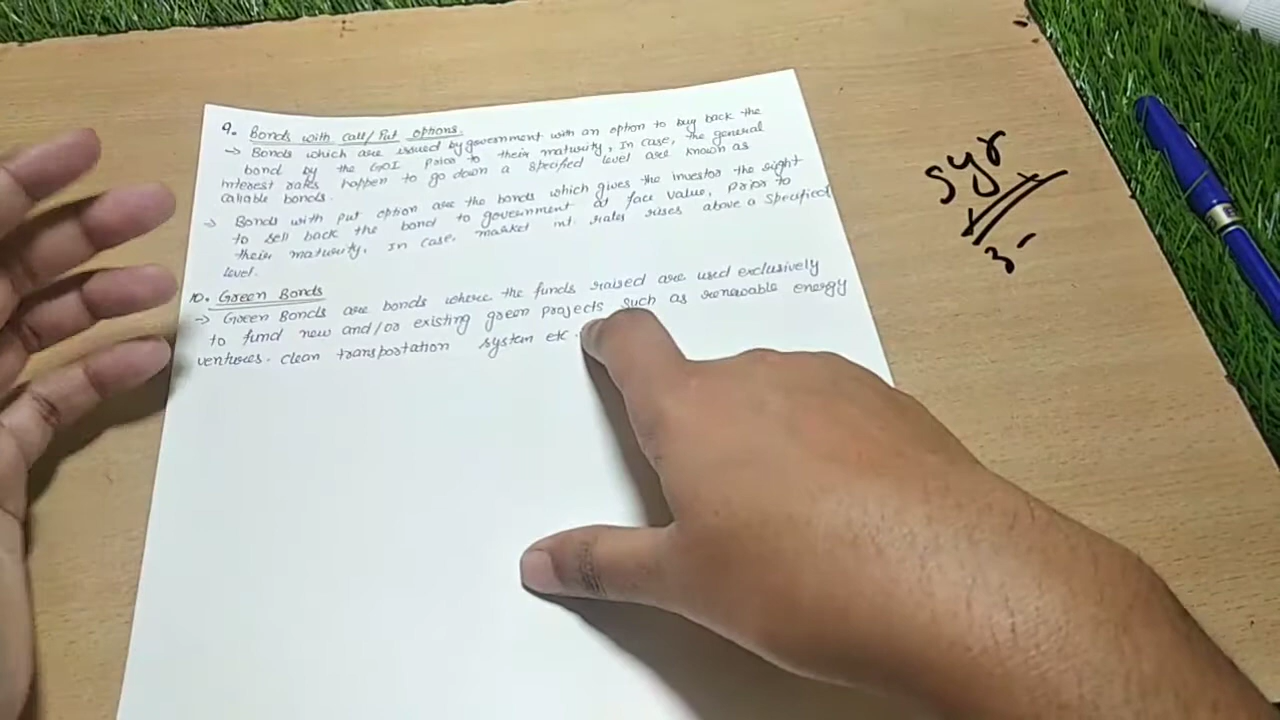 9. Bonds with call/Put Options.
→ Bonds which are issued by government with an option to buy back the
bond by the GOI prior to their maturity, In case, the general
interest rates happen to go down a specified level are known as
callable bonds.
→ Bonds with put option are the bonds which gives the investor the right
to sell back the bond to government at face value, prior to
their maturity, In case, market int rates rises above a specified
level.
10. Green Bonds
→ Green Bonds are bonds where the funds raised are used exclusively
to fund new and/or existing green projects such as renewable energy
ventures. clean transportation system etc.
5yr
3-